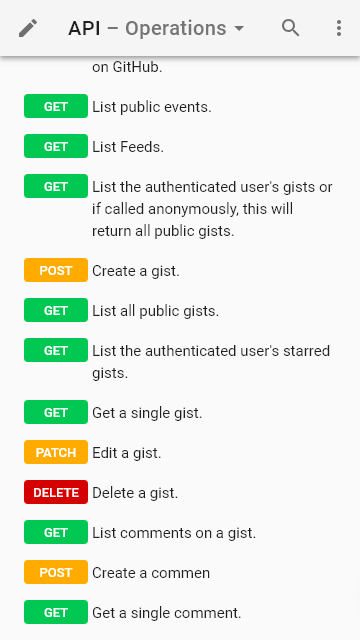 API – Operations
on GitHub.
GET List public events.
GET List Feeds.
GET List the authenticated user's gists or
if called anonymously, this will
return all public gists.
POST Create a gist.
GET List all public gists.
GET List the authenticated user's starred
gists.
GET Get a single gist.
PATCH Edit a gist.
DELETE Delete a gist.
GET List comments on a gist.
POST Create a commen
GET Get a single comment.